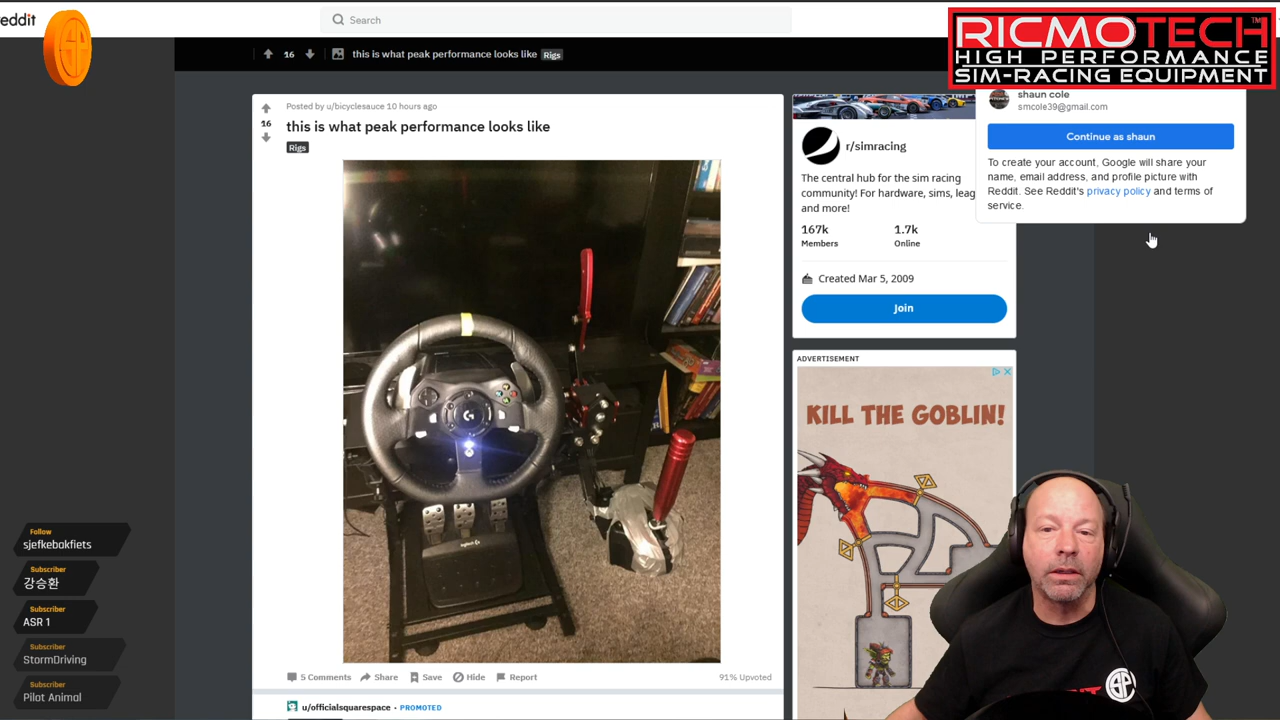 reddit
Search
16
this is what peak performance looks like
Rigs
RICMOTECH™
HIGH PERFORMANCE
SIM-RACING EQUIPMENT
Posted by u/bicyclesauce 10 hours ago
16
this is what peak performance looks like
Rigs
5 Comments
Share
Save
Hide
Report
91% Upvoted
u/officialsquarespace • PROMOTED
r/simracing
The central hub for the sim racing
community! For hardware, sims, leag
and more!
167k
1.7k
Members
Online
Created Mar 5, 2009
Join
ADVERTISEMENT
KILL THE GOBLIN!
shaun cole
smcole39@gmail.com
Continue as shaun
To create your account, Google will share your
name, email address, and profile picture with
Reddit. See Reddit's privacy policy and terms of
service.
Follow
sjefkebakfiets
Subscriber
강승환
Subscriber
ASR 1
Subscriber
StormDriving
Subscriber
Pilot Animal